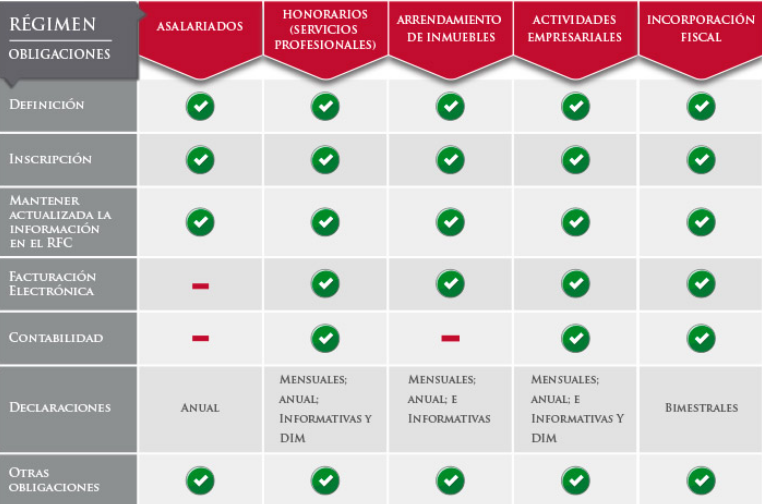 RÉGIMEN
OBLIGACIONES
ASALARIADOS
HONORARIOS
(SERVICIOS
PROFESIONALES)
ARRENDAMIENTO
DE INMUEBLES
ACTIVIDADES
EMPRESARIALES
INCORPORACIÓN
FISCAL
DEFINICIÓN
INSCRIPCIÓN
MANTENER
ACTUALIZADA LA
INFORMACIÓN
EN EL RFC
FACTURACIÓN
ELECTRÓNICA
CONTABILIDAD
DECLARACIONES
ANUAL
MENSUALES;
ANUAL;
INFORMATIVAS Y
DIM
MENSUALES;
ANUAL; E
INFORMATIVAS
MENSUALES;
ANUAL; E
INFORMATIVAS Y
DIM
BIMESTRALES
OTRAS
OBLIGACIONES